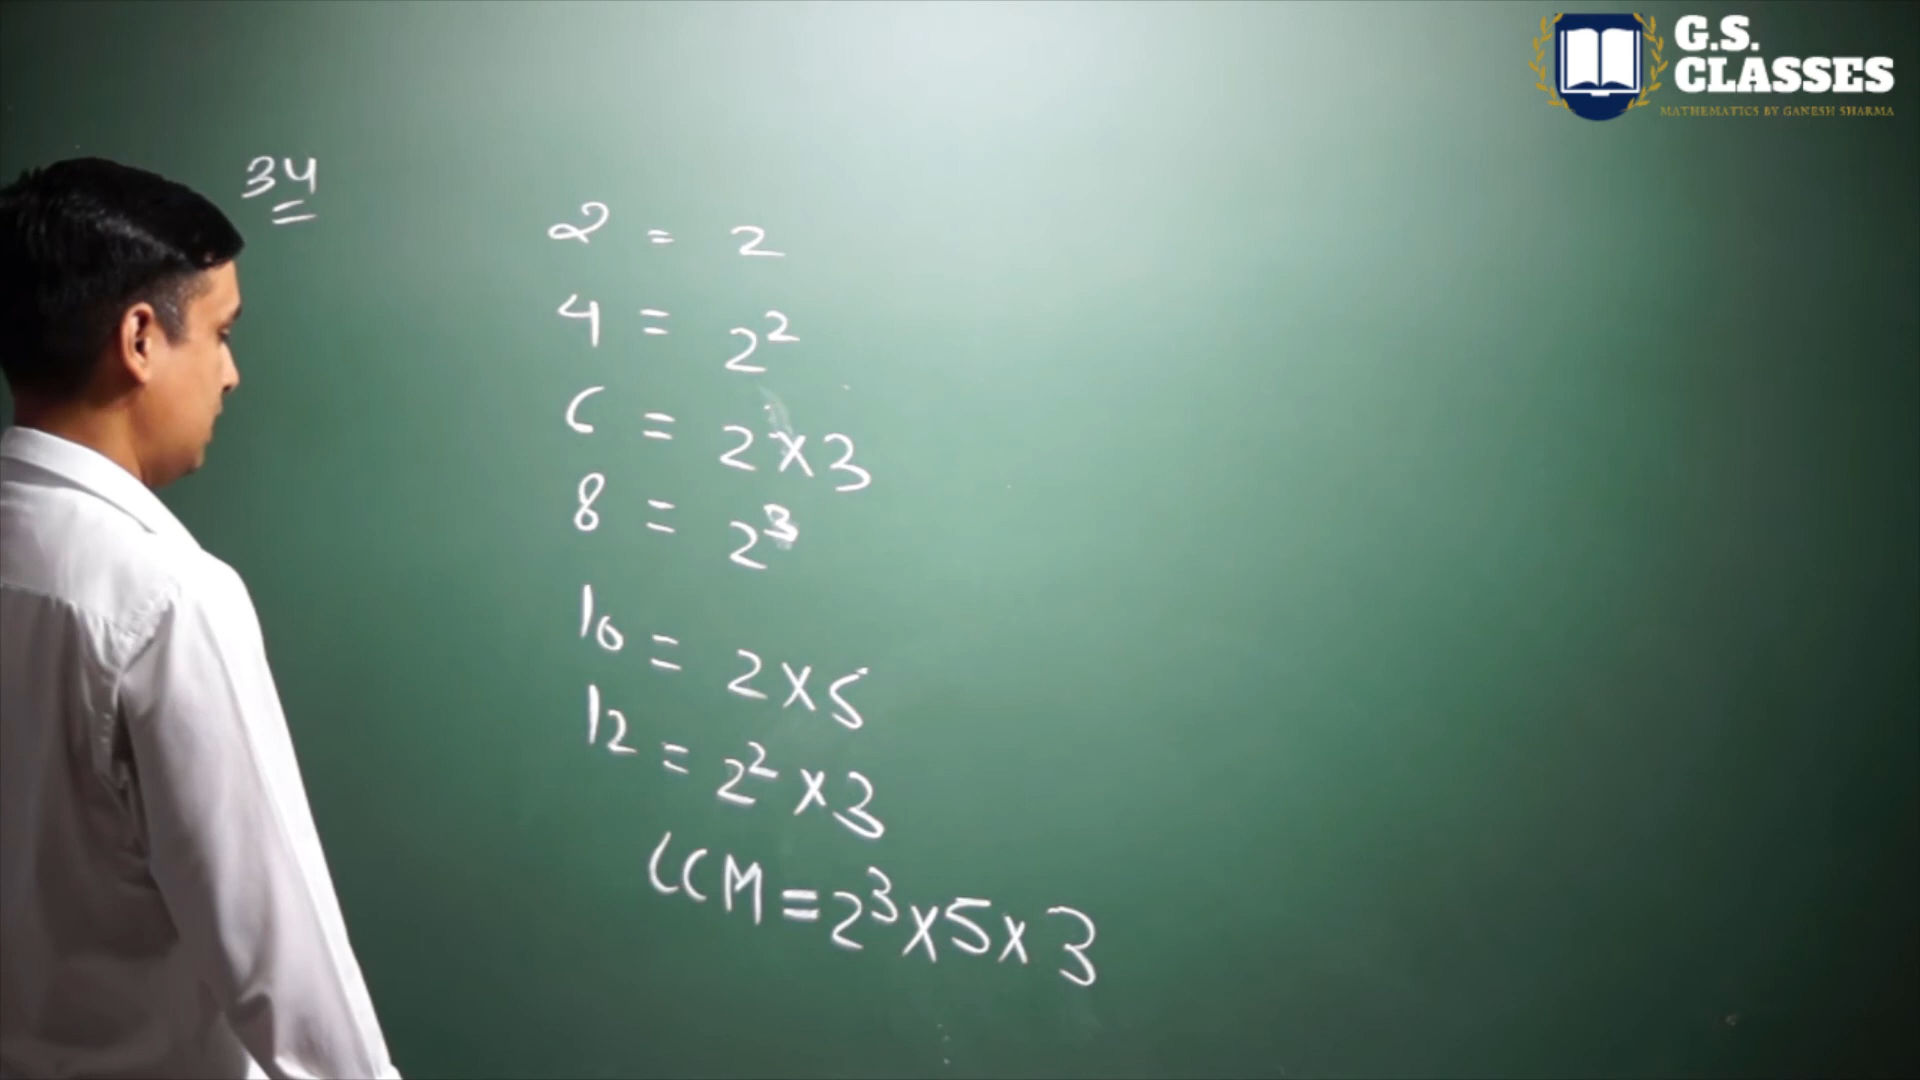 G.S.
CLASSES
MATHEMATICS BY GANESH SHARMA
34
2 = 2
4 = 2²
6 = 2×3
8 = 2³
10 = 2×5
12 = 2²×3
LCM = 2³×5×3